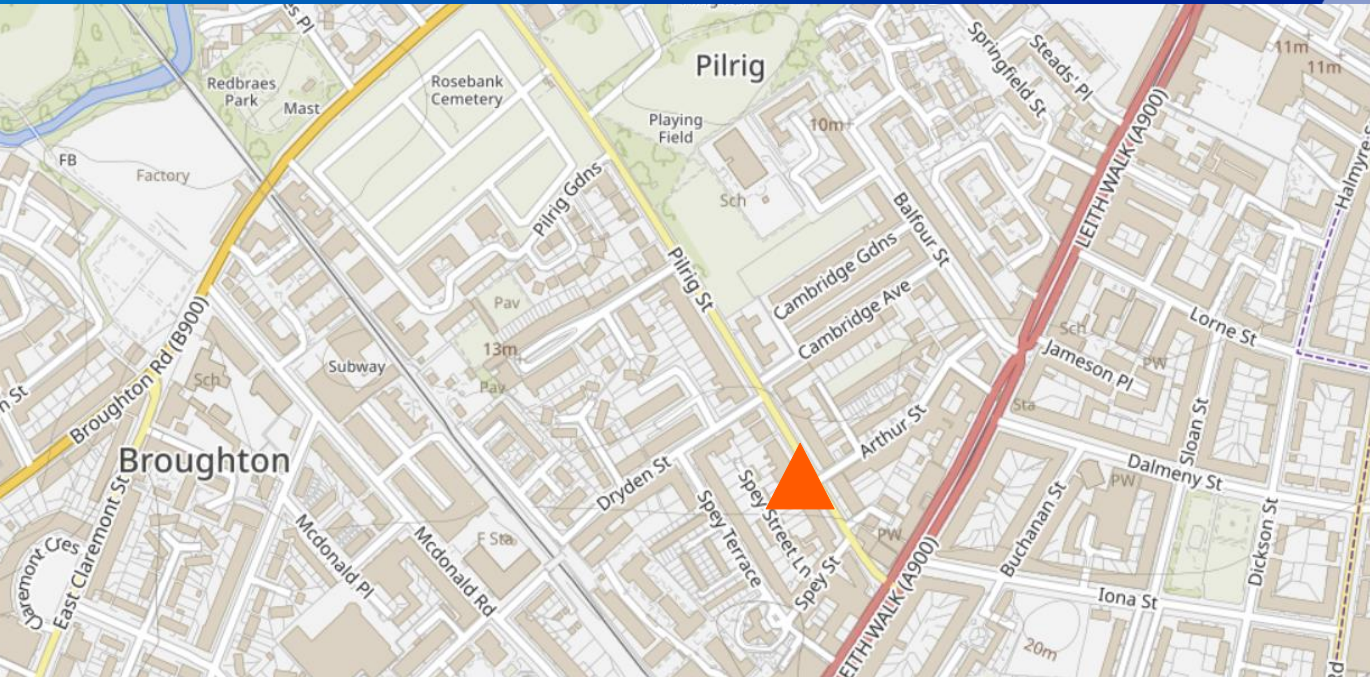 Pilrig
Springfield St
Steads' Pl
11m
11m
Redbraes
Park
Mast
Rosebank
Cemetery
Playing
Field
10m
LEITH WALK (A900)
FB
Factory
Sch
Halmyre
Pilrig Gdns
Balfour St
Pilrig St
Cambridge Gdns
Cambridge Ave
Pav
13m
Pav
Subway
Sch
Broughton Rd (B900)
n St
Lorne St
Sch
PW
Jameson Pl
Sta
Sloan St
Arthur St
Broughton
Dryden St
Dalmeny St
PW
Spey Street Ln
Spey Terrace
Spey St
Buchanan St
Dickson St
East Claremont St
Claremont Cres
Mcdonald Pl
Mcdonald Rd
F Sta
PW
LEITH WALK (A900)
Iona St
20m
Rd